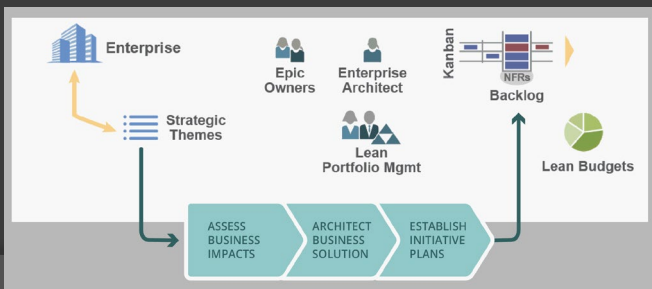 Enterprise
Strategic
Themes
Epic
Owners
Enterprise
Architect
Lean
Portfolio Mgmt
Kanban
NFRs
Backlog
Lean Budgets
ASSESS
BUSINESS
IMPACTS
ARCHITECT
BUSINESS
SOLUTION
ESTABLISH
INITIATIVE
PLANS